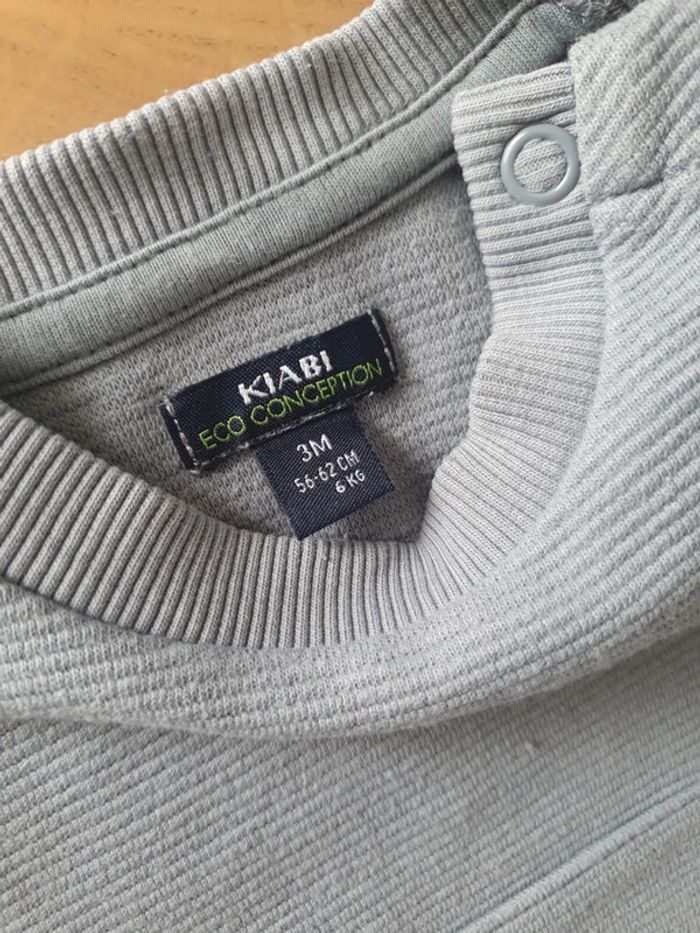 KIABI
ECO CONCEPTION
3M
56-62 CM
6 KG